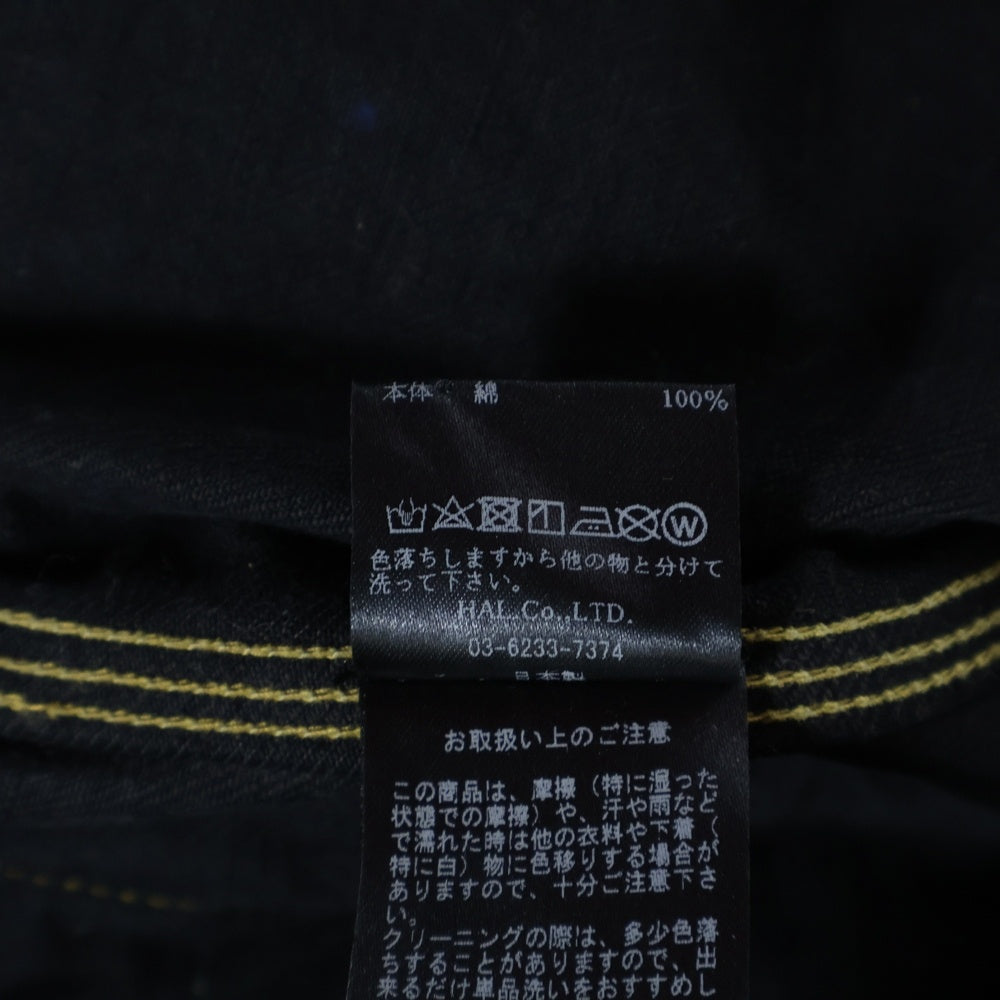 本体 綿 100%
W
色落ちしますから他の物と分けて
洗って下さい。
HAL.Co.,LTD.
03-6233-7374
日本製
お取扱い上のご注意
この商品は、摩擦（特に湿った
状態での摩擦）や、汗や雨など
で濡れた時は他の衣料や下着（
特に白）物に色移りする場合が
ありますので、十分ご注意下さ
い。
クリーニングの際は、多少色落
ちすることがありますので、出
来るだけ単品洗いをおすすめし